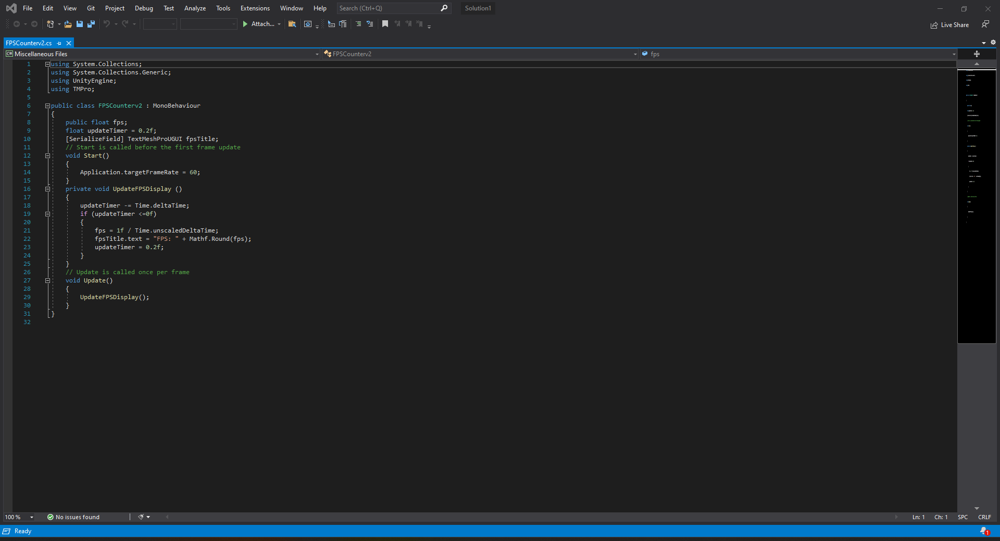 File Edit View Git Project Debug Test Analyze Tools Extensions Window Help Search (Ctrl+Q) Solution1
Attach... Live Share
FPSCounterv2.cs
C# Miscellaneous Files FPSCounterv2 fps
1 using System.Collections;
2 using System.Collections.Generic;
3 using UnityEngine;
4 using TMPro;
5
6 public class FPSCounterv2 : MonoBehaviour
7 {
8 public float fps;
9 float updateTimer = 0.2f;
10 [SerializeField] TextMeshProUGUI fpsTitle;
11 // Start is called before the first frame update
12 void Start()
13 {
14 Application.targetFrameRate = 60;
15 }
16 private void UpdateFPSDisplay ()
17 {
18 updateTimer -= Time.deltaTime;
19 if (updateTimer <=0f)
20 {
21 fps = 1f / Time.unscaledDeltaTime;
22 fpsTitle.text = "FPS: " + Mathf.Round(fps);
23 updateTimer = 0.2f;
24 }
25 }
26 // Update is called once per frame
27 void Update()
28 {
29 UpdateFPSDisplay();
30 }
31 }
32
100 % No issues found Ln: 1 Ch: 1 SPC CRLF
Ready 1